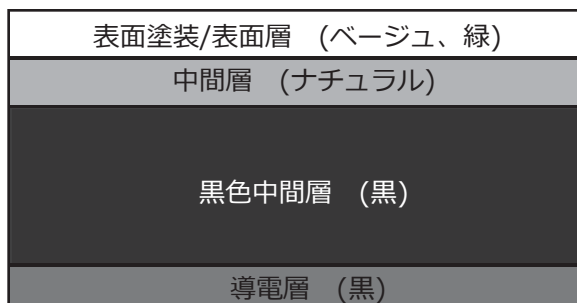 表面塗装/表面層　(ベージュ、緑)
中間層　(ナチュラル)
黒色中間層　(黒)
導電層　(黒)